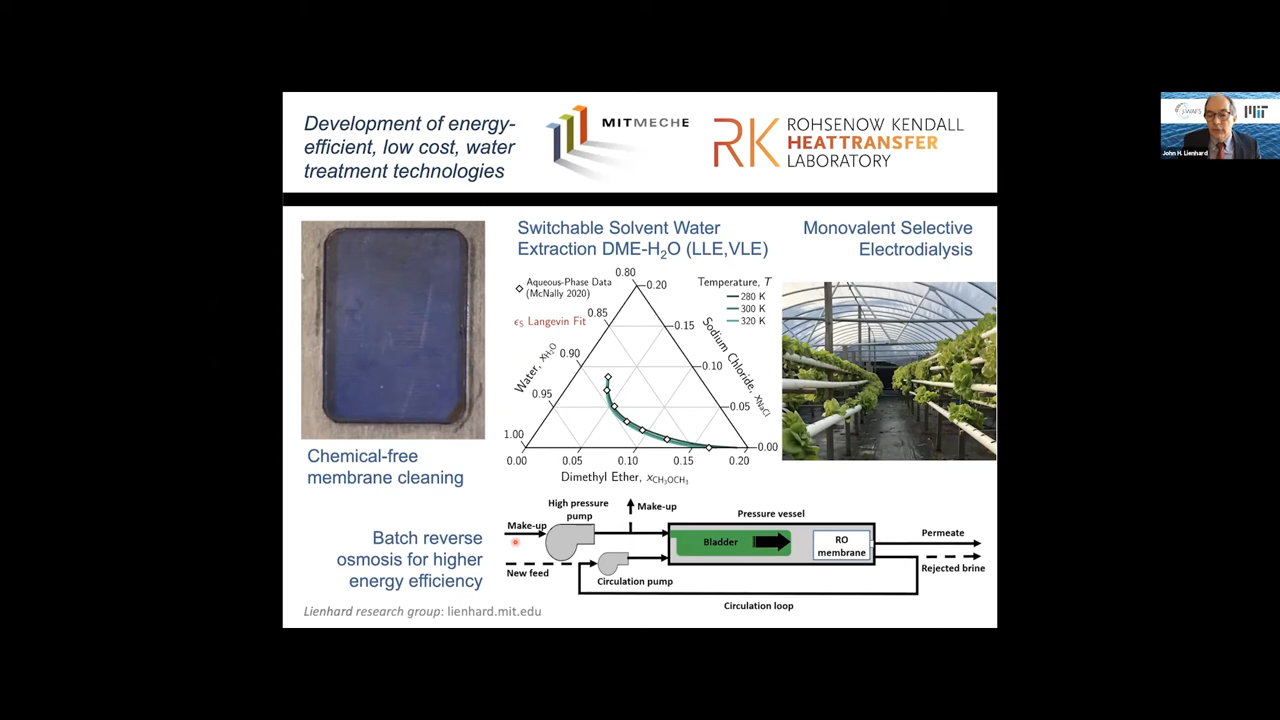 Development of energy-
efficient, low cost, water
treatment technologies
MITMECHE
RK
ROHSENOW KENDALL
HEATTRANSFER
LABORATORY
MIT
John H. Lienhard
Chemical-free
membrane cleaning
Switchable Solvent Water
Extraction DME-H₂O (LLE,VLE)
Aqueous-Phase Data
(McNally 2020)
ϵS Langevin Fit
Temperature, T
280 K
300 K
320 K
Water, xH₂O
0.80
0.85
0.90
0.95
1.00
Sodium Chloride, xNaCl
0.20
0.15
0.10
0.05
0.00
0.00 0.05 0.10 0.15 0.20
Dimethyl Ether, xCH₃OCH₃
Monovalent Selective
Electrodialysis
Batch reverse
osmosis for higher
energy efficiency
High pressure
pump
Make-up
Make-up
Pressure vessel
Bladder
RO
membrane
Permeate
Rejected brine
New feed
Circulation pump
Circulation loop
Lienhard research group: lienhard.mit.edu